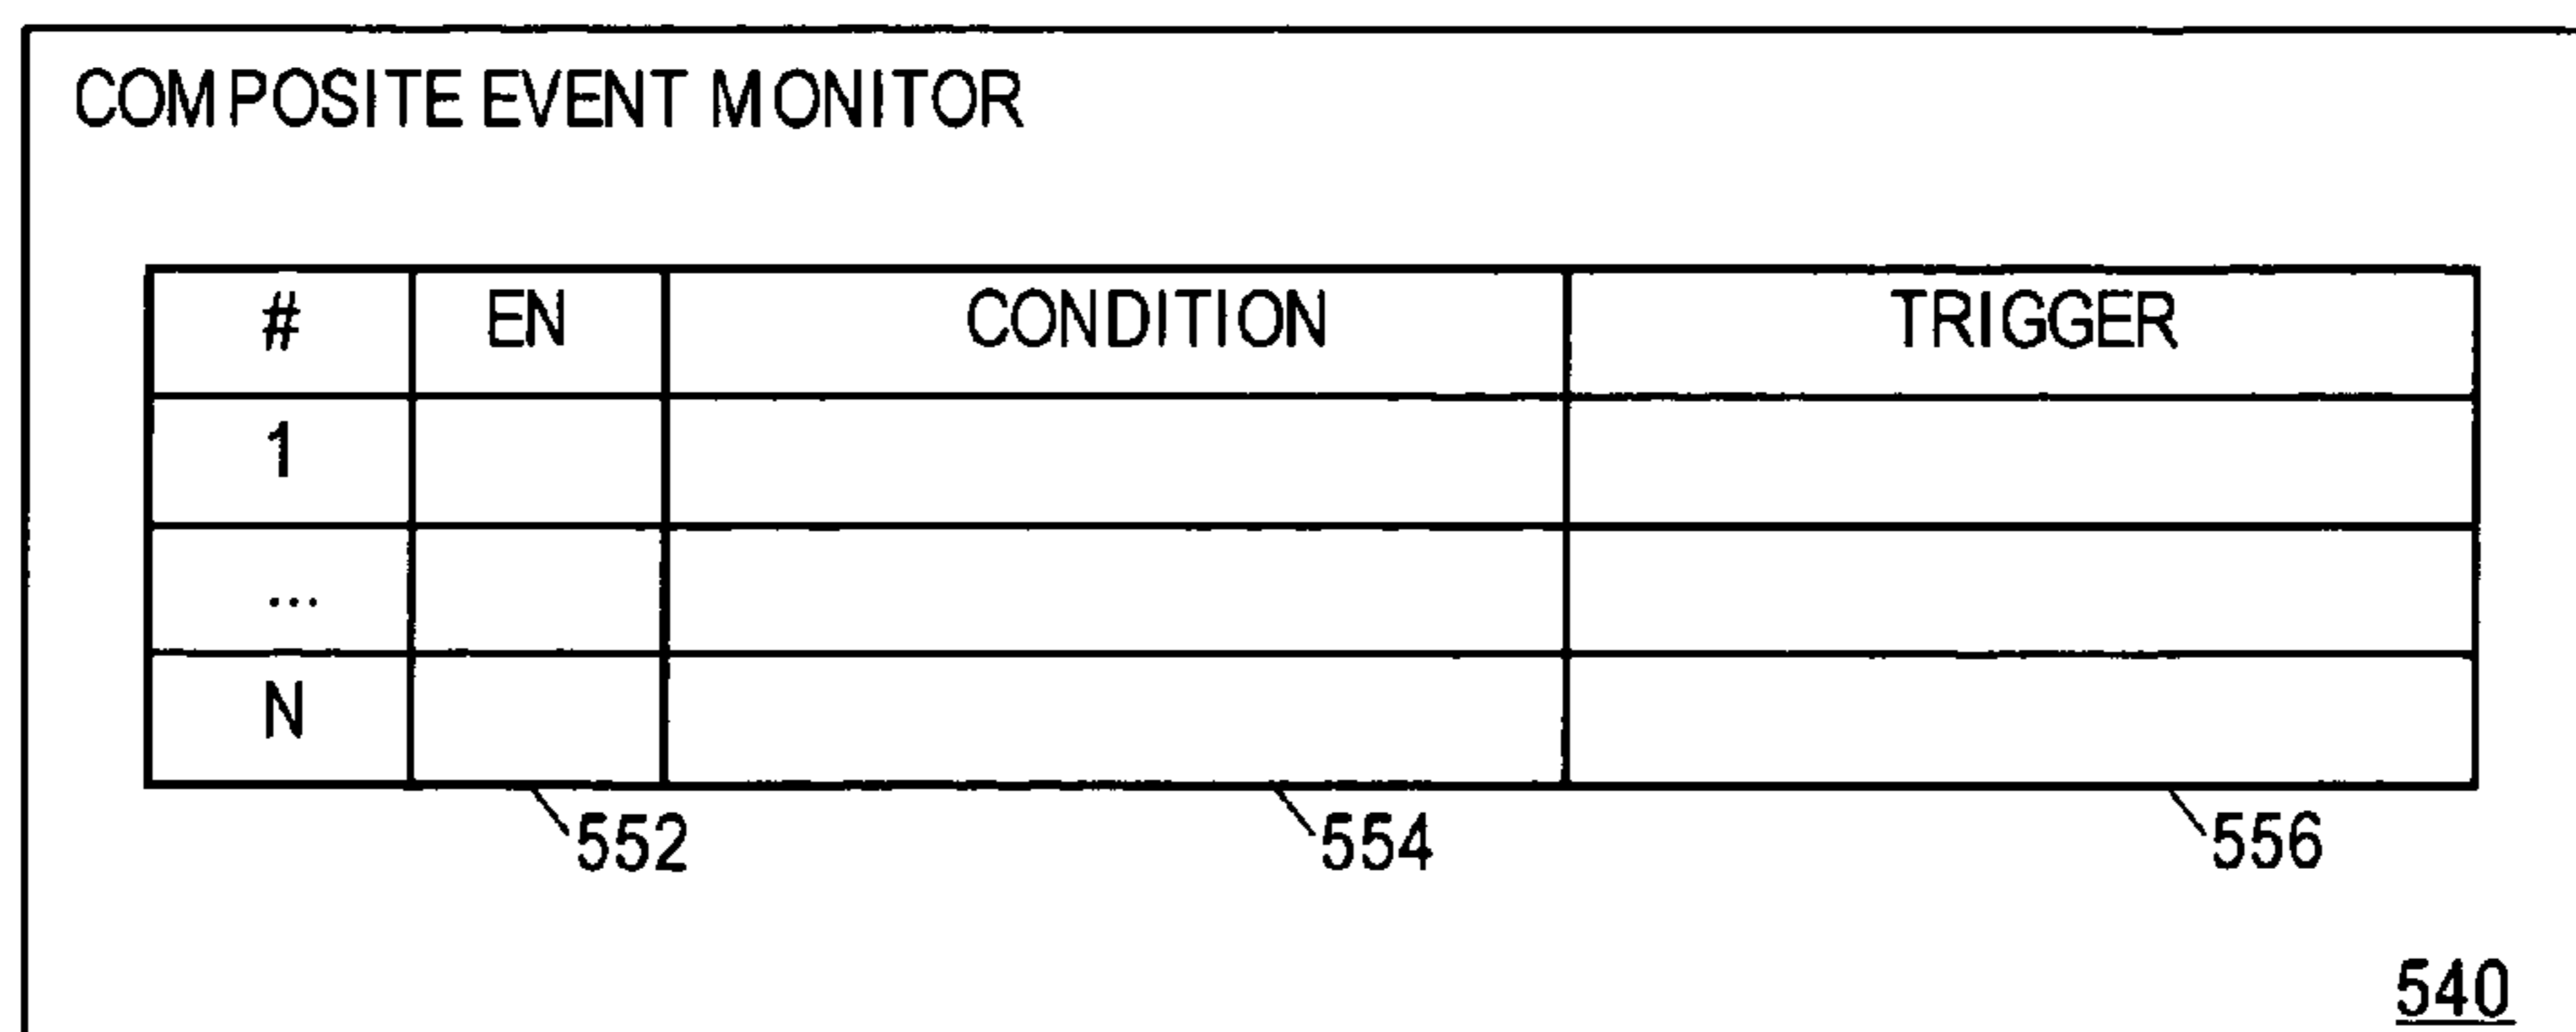 COMPOSITE EVENT MONITOR
# EN CONDITION TRIGGER
1
...
N
552 554 556
540